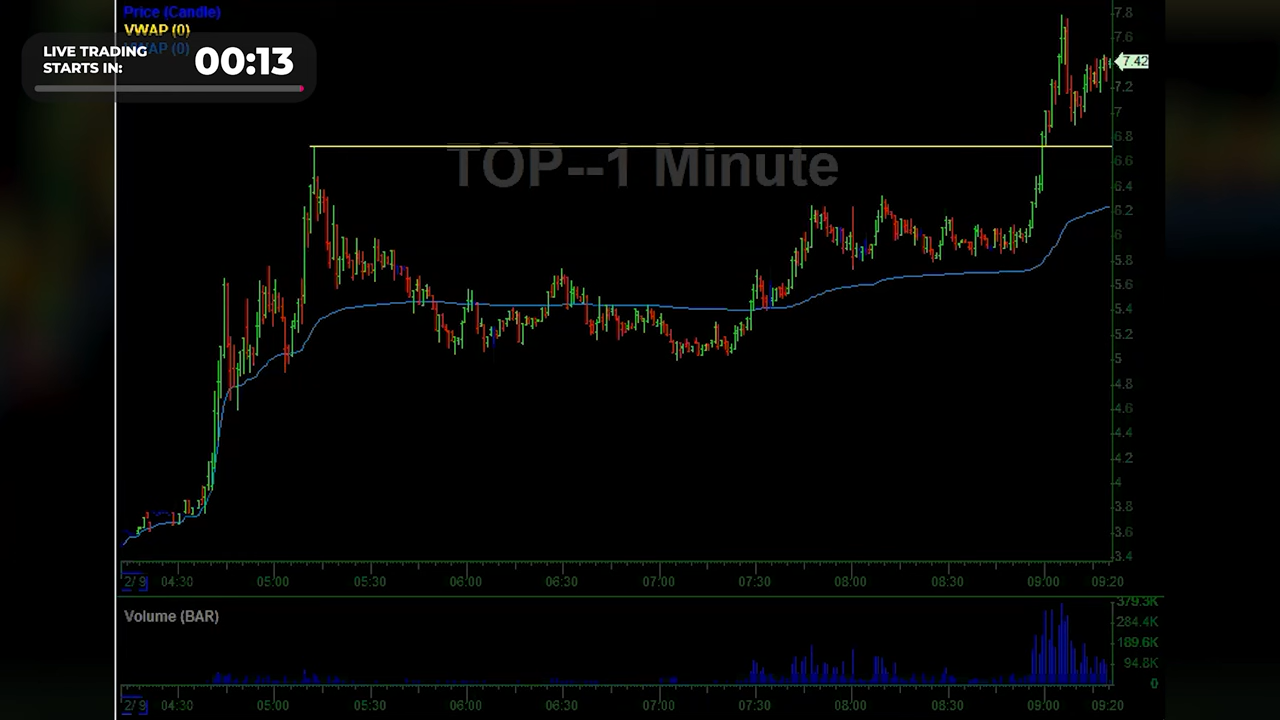 Price (Candle)
VWAP (0)
VWAP (0)
LIVE TRADING
STARTS IN:
00:13
TOP--1 Minute
7.8
7.6
7.42
7.2
7
6.8
6.6
6.4
6.2
6
5.8
5.6
5.4
5.2
5
4.8
4.6
4.4
4.2
4
3.8
3.6
3.4
2/9 04:30 05:00 05:30 06:00 06:30 07:00 07:30 08:00 08:30 09:00 09:20
Volume (BAR)
379.3K
284.4K
189.6K
94.8K
0
2/9 04:30 05:00 05:30 06:00 06:30 07:00 07:30 08:00 08:30 09:00 09:20